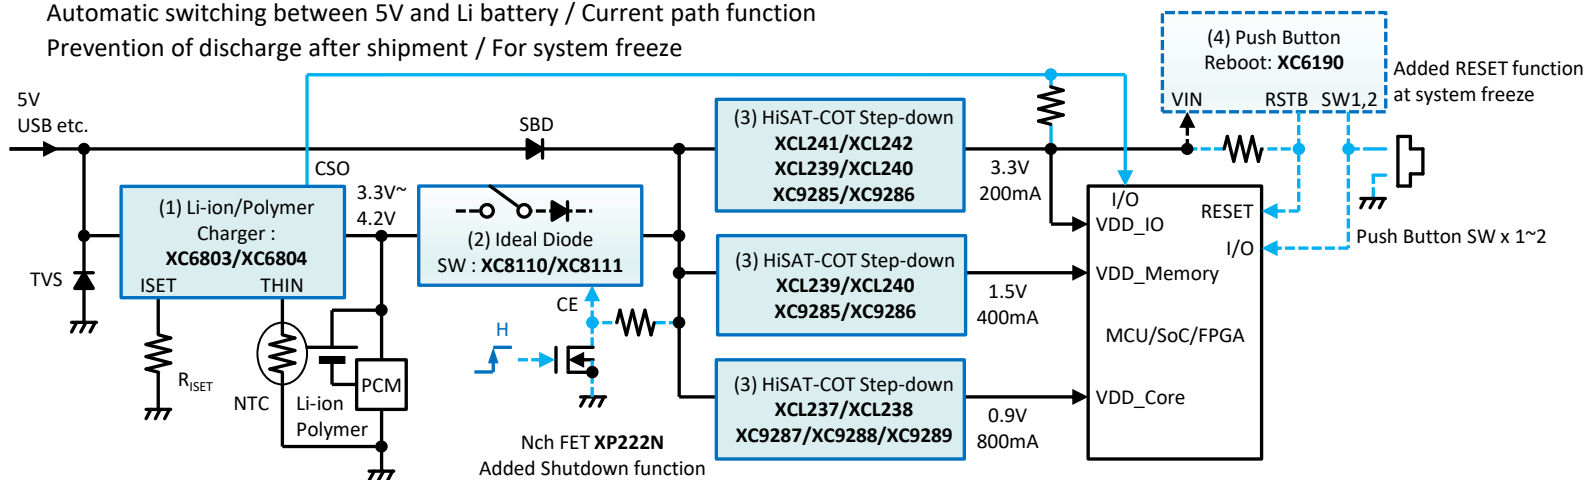 Automatic switching between 5V and Li battery / Current path function
Prevention of discharge after shipment / For system freeze
5V
USB etc.
TVS
(1) Li-ion/Polymer
Charger :
XC6803/XC6804
ISET
THIN
CSO
RISET
NTC
Li-ion
Polymer
PCM
3.3V~
4.2V
SBD
(2) Ideal Diode
SW : XC8110/XC8111
CE
H
Nch FET XP222N
Added Shutdown function
(3) HiSAT-COT Step-down
XCL241/XCL242
XCL239/XCL240
XC9285/XC9286
3.3V
200mA
(3) HiSAT-COT Step-down
XCL239/XCL240
XC9285/XC9286
1.5V
400mA
(3) HiSAT-COT Step-down
XCL237/XCL238
XC9287/XC9288/XC9289
0.9V
800mA
I/O
VDD_IO
RESET
I/O
VDD_Memory
MCU/SoC/FPGA
VDD_Core
(4) Push Button
Reboot: XC6190
VIN
RSTB
SW1,2
Added RESET function
at system freeze
Push Button SW x 1~2